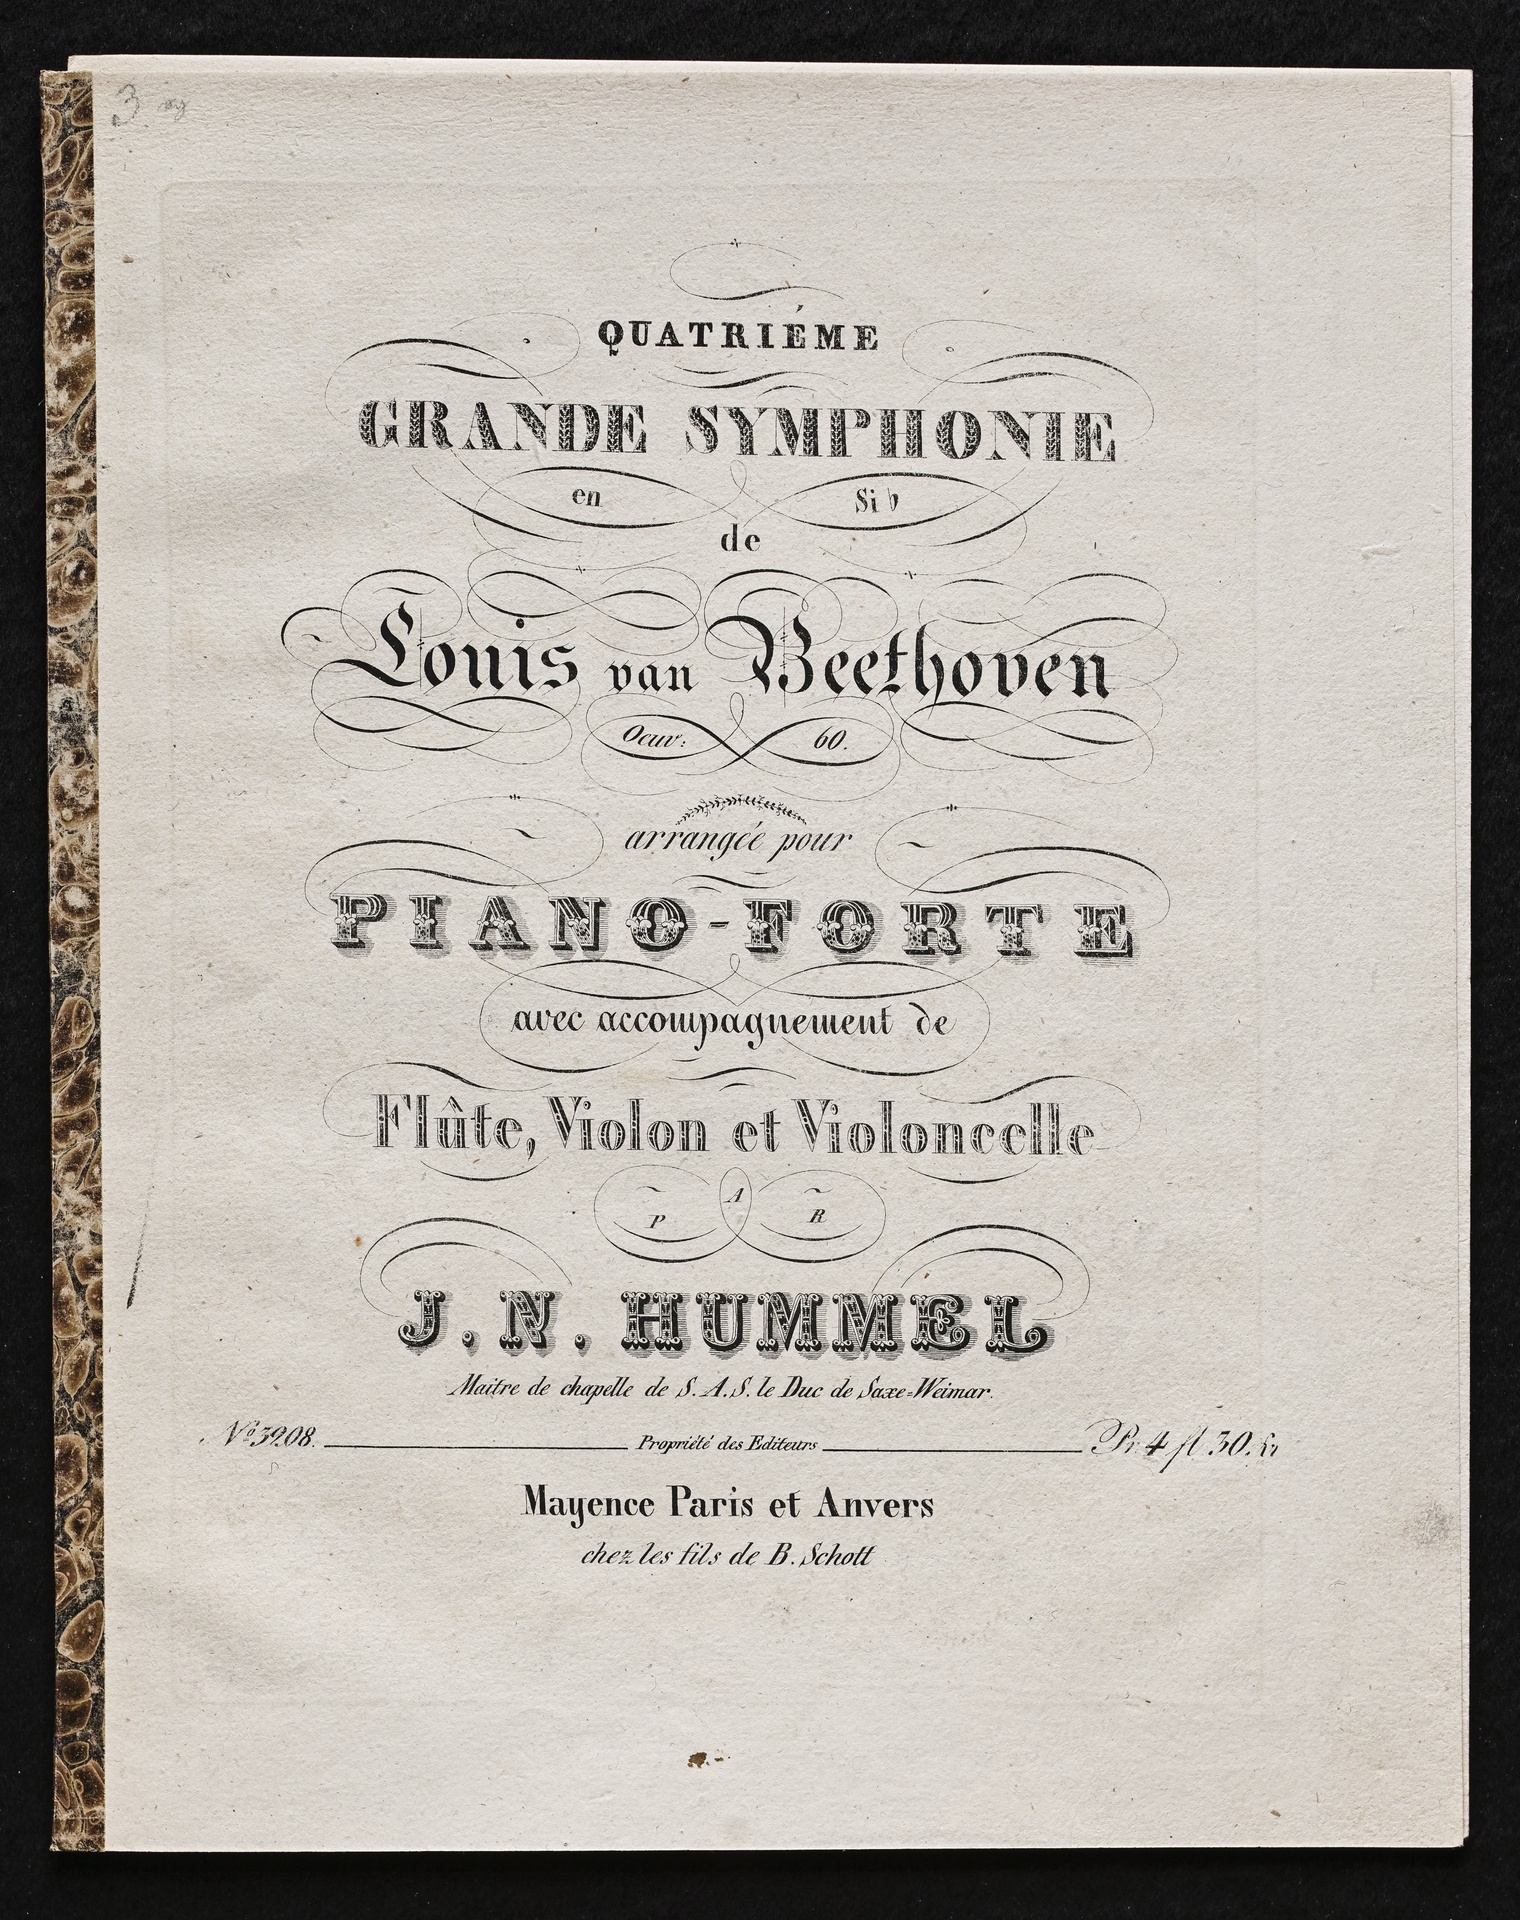 3
QUATRIÉME
GRANDE SYMPHONIE
en Si♭
de
Louis van Beethoven
Oeuv: 60.
arrangée pour
PIANO-FORTE
avec accompagnement de
Flûte, Violon et Violoncelle
PAR
J. N. HUMMEL
Maitre de chapelle de S. A. S. le Duc de Saxe=Weimar.
No 3208. Propriété des Editeurs Pr 4 fl 30. kr
Mayence Paris et Anvers
chez les fils de B. Schott